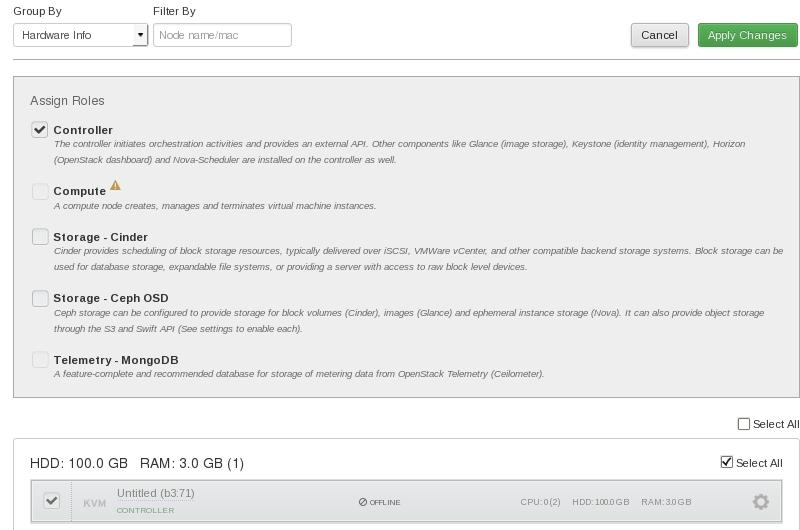 Group By
Filter By
Hardware Info
Node name/mac
Cancel
Apply Changes
Assign Roles
Controller
The controller initiates orchestration activities and provides an external API. Other components like Glance (image storage), Keystone (identity management), Horizon
(OpenStack dashboard) and Nova-Scheduler are installed on the controller as well.
Compute
A compute node creates, manages and terminates virtual machine instances.
Storage - Cinder
Cinder provides scheduling of block storage resources, typically delivered over iSCSI, VMWare vCenter, and other compatible backend storage systems. Block storage can be
used for database storage, expandable file systems, or providing a server with access to raw block level devices.
Storage - Ceph OSD
Ceph storage can be configured to provide storage for block volumes (Cinder), images (Glance) and ephemeral instance storage (Nova). It can also provide object storage
through the S3 and Swift API (See settings to enable each).
Telemetry - MongoDB
A feature-complete and recommended database for storage of metering data from OpenStack Telemetry (Ceilometer).
Select All
HDD: 100.0 GB RAM: 3.0 GB (1)
Select All
KVM
Untitled (b3:71)
CONTROLLER
OFFLINE
CPU: 0 (2) HDD: 100.0 GB RAM: 3.0 GB